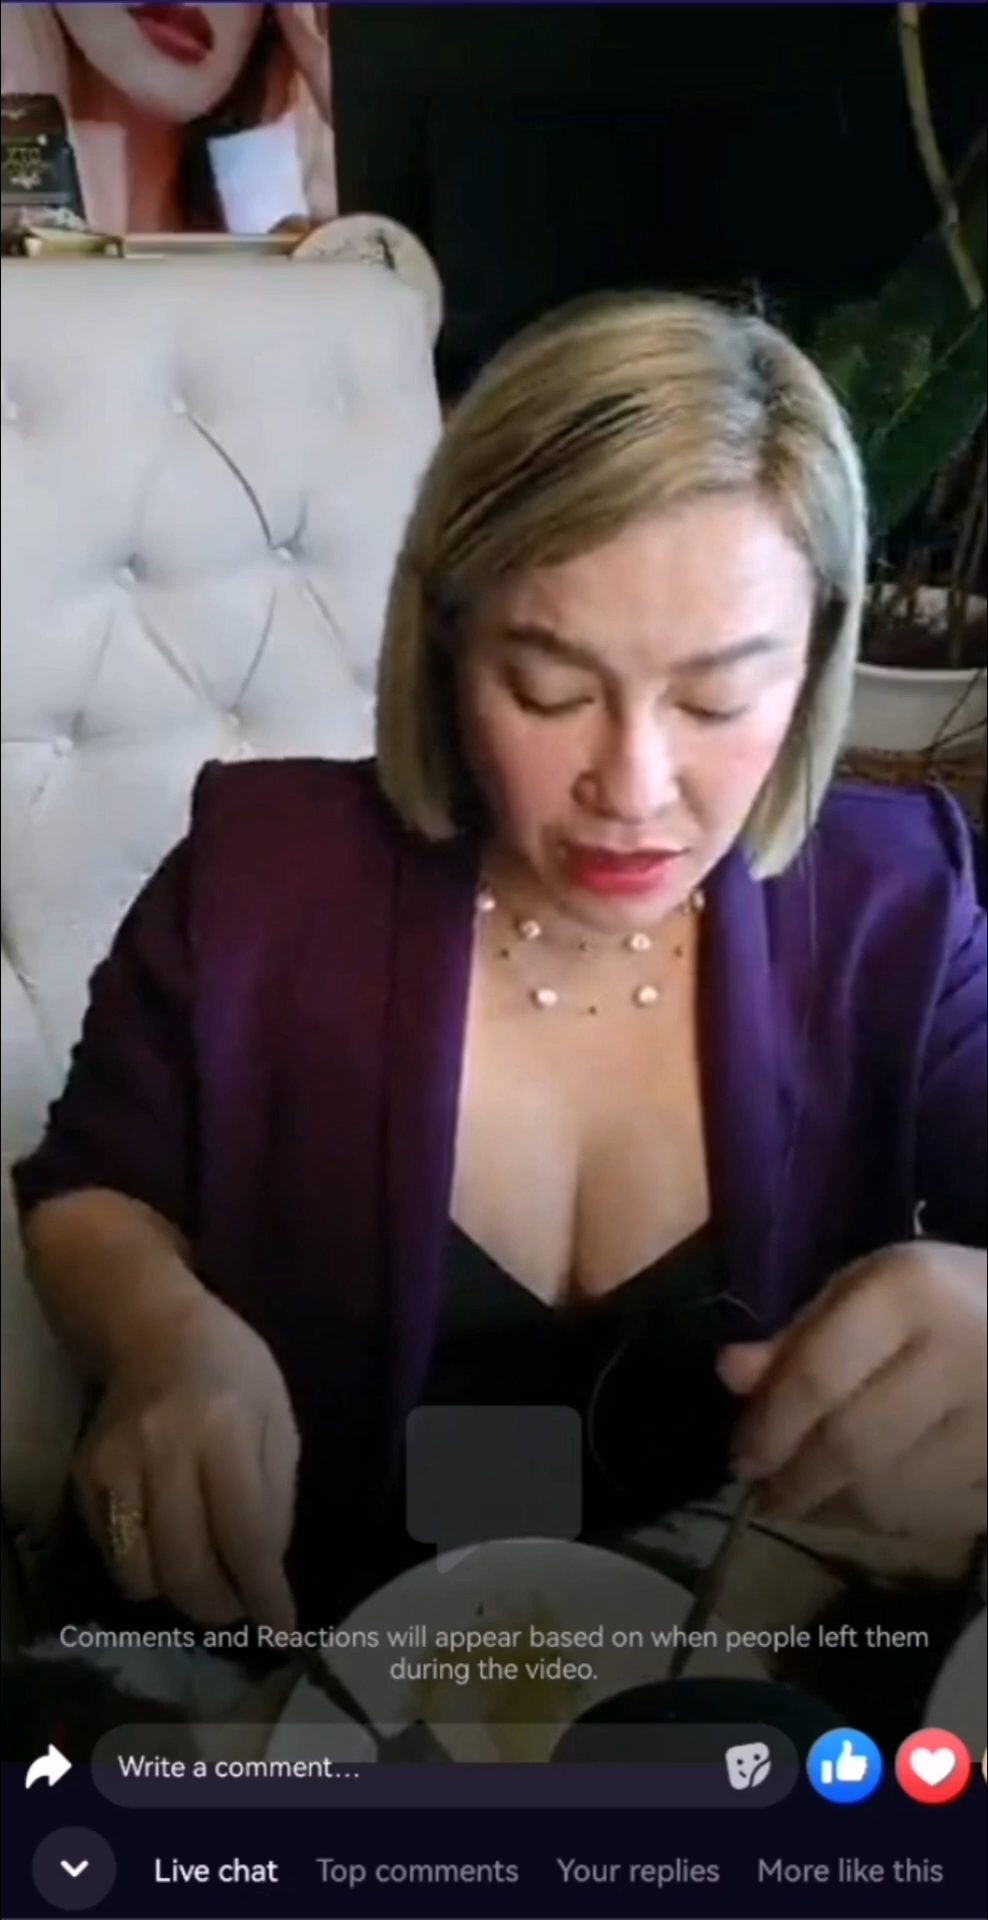 Comments and Reactions will appear based on when people left them
during the video.
Write a comment...
Live chat Top comments Your replies More like this